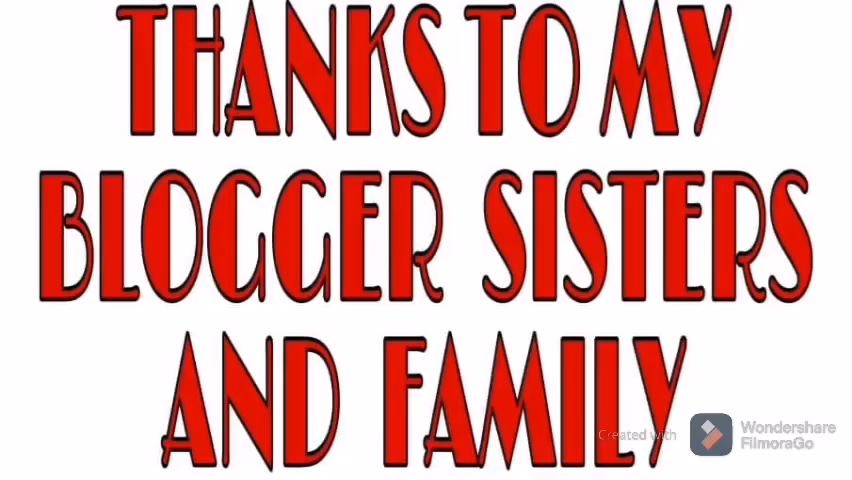 THANKS TO MY
BLOGGER SISTERS
AND FAMILY
Created with
Wondershare
FilmoraGo